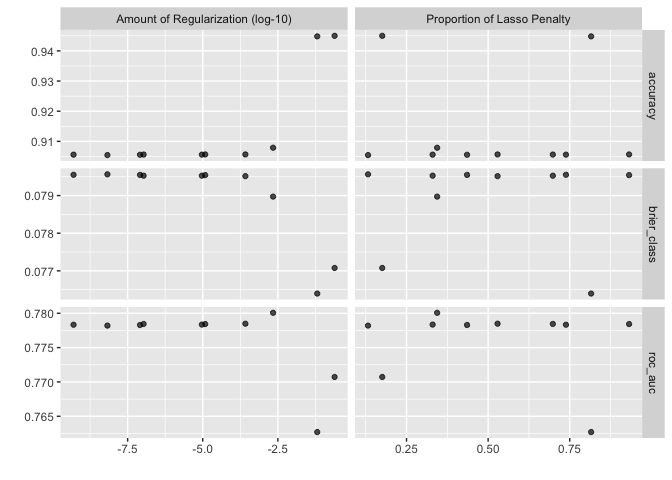 Amount of Regularization (log-10) Proportion of Lasso Penalty
0.94
0.93
0.92
0.91
accuracy
0.079
0.078
0.077
brier_class
0.780
0.775
0.770
0.765
roc_auc
-7.5 -5.0 -2.5 0.25 0.50 0.75